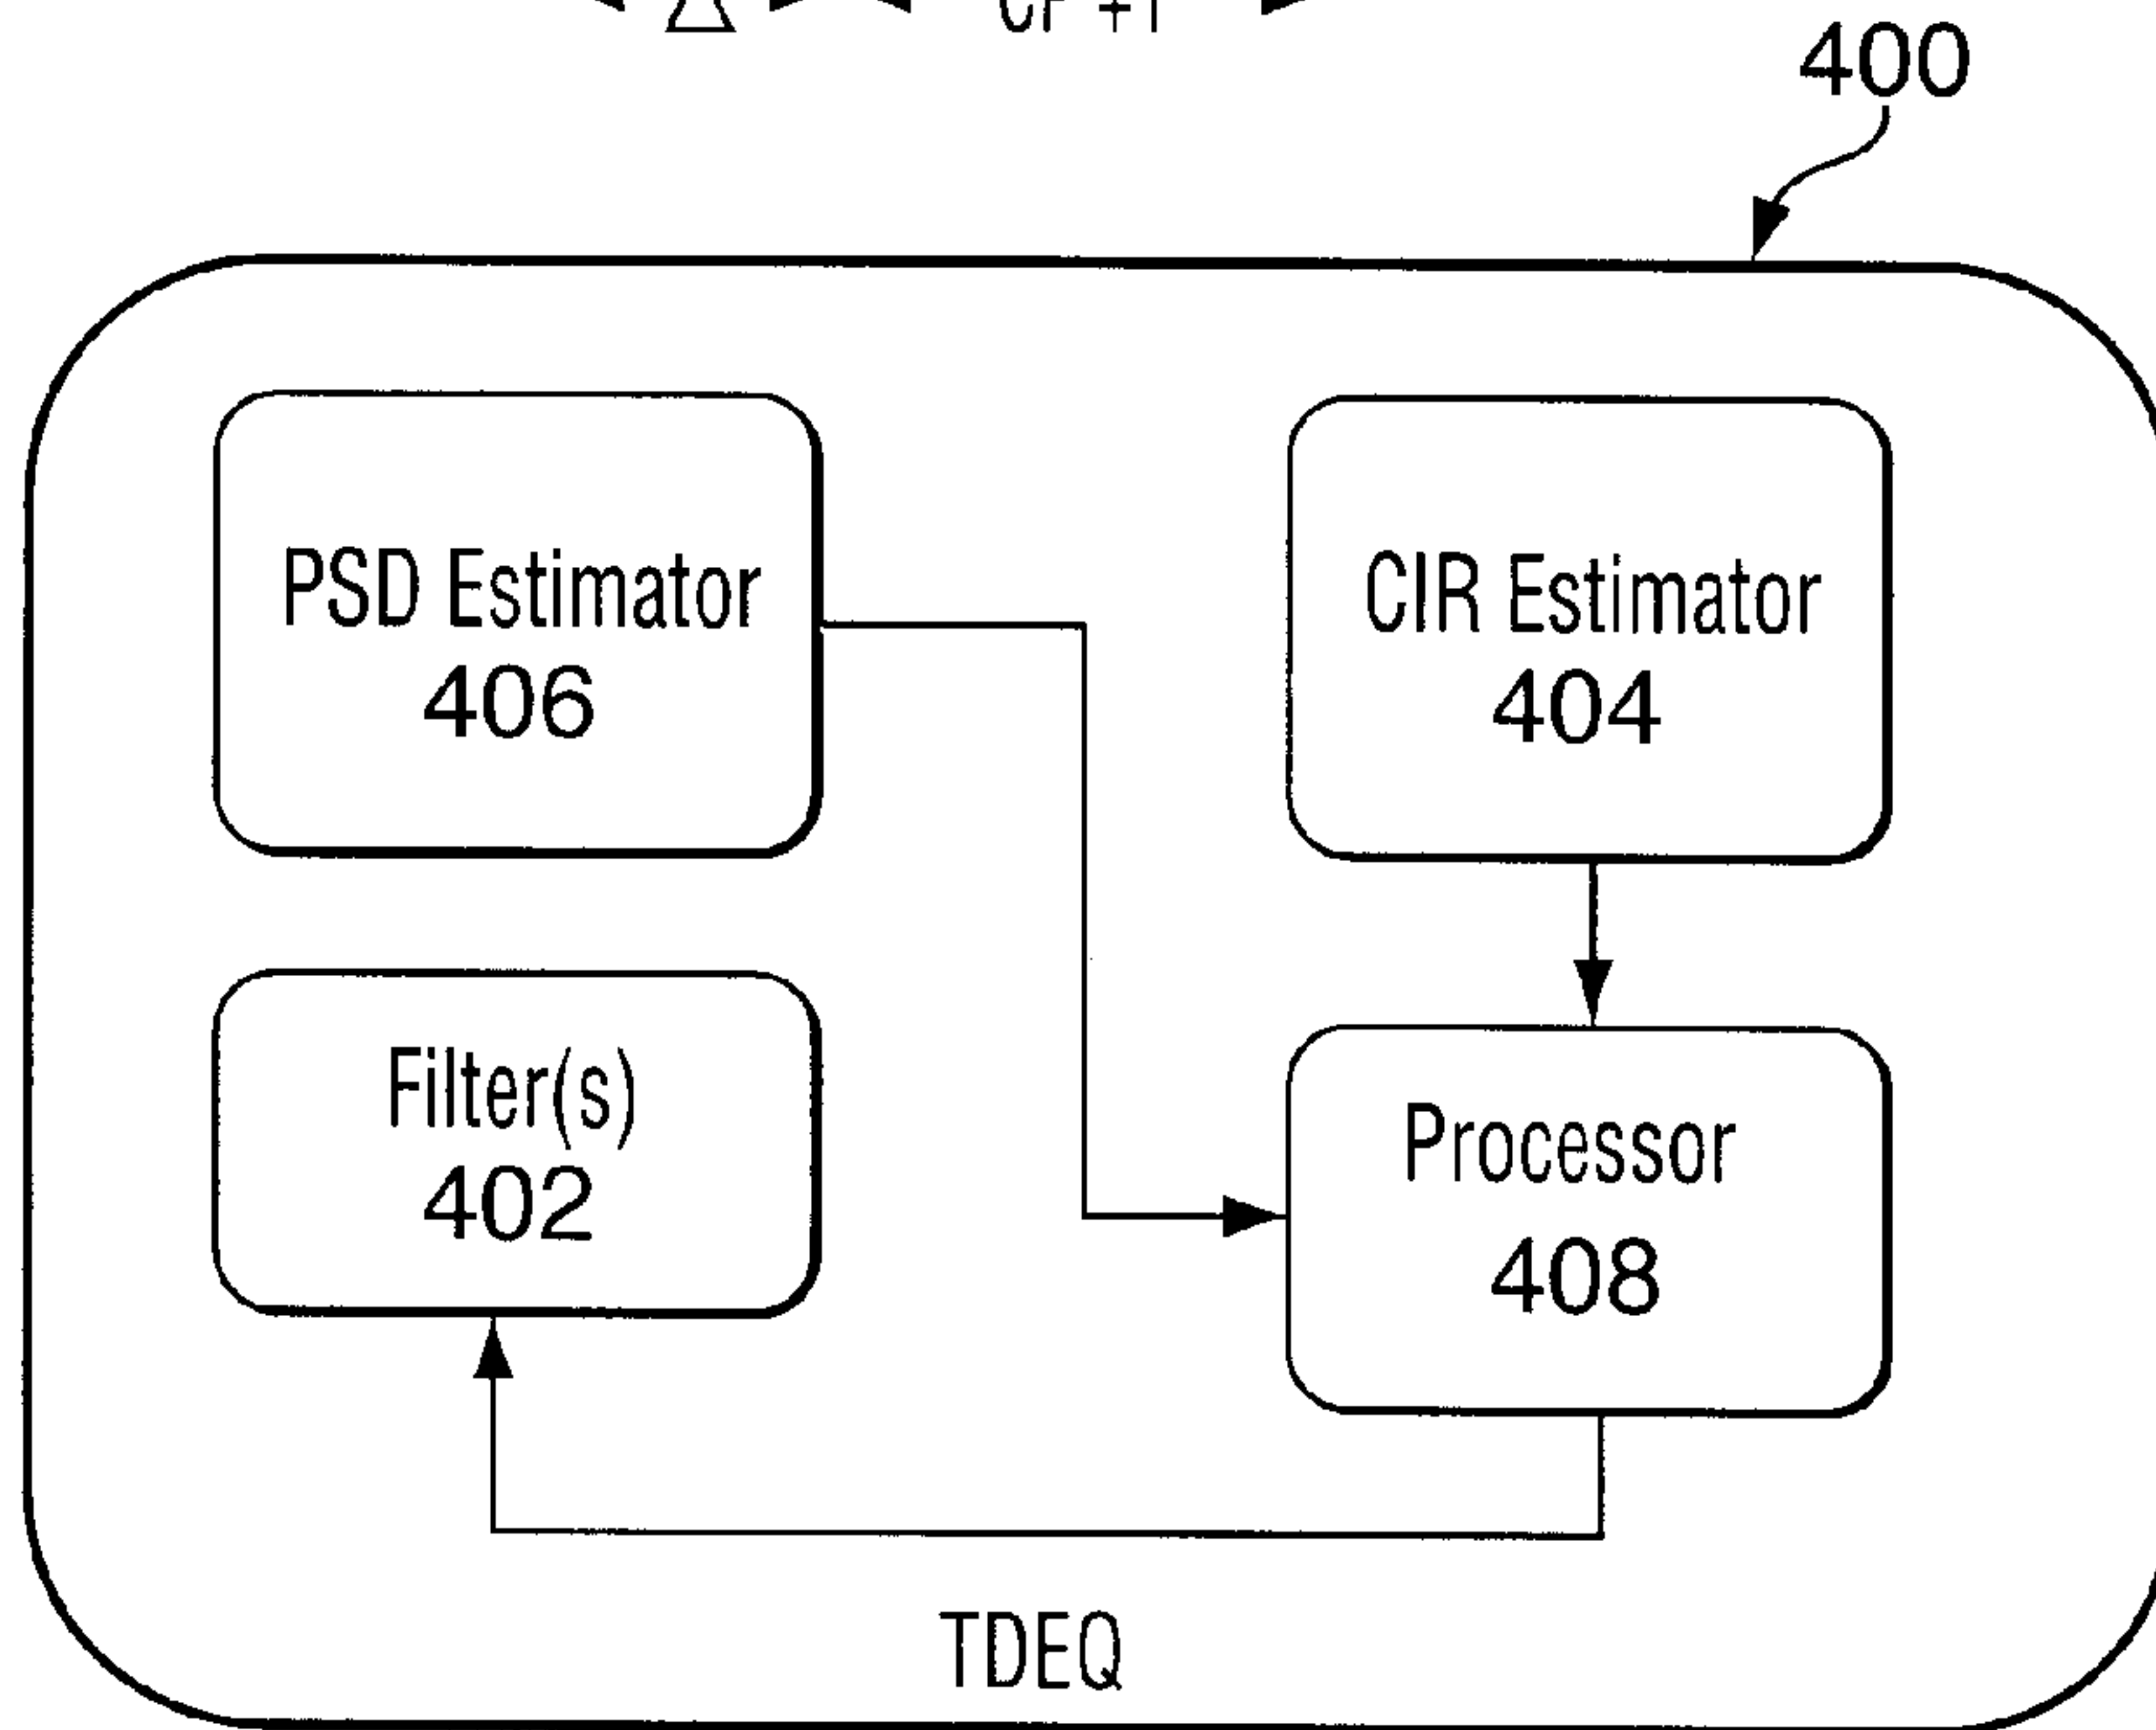 400
PSD Estimator
406
CIR Estimator
404
Filter(s)
402
Processor
408
TDEQ